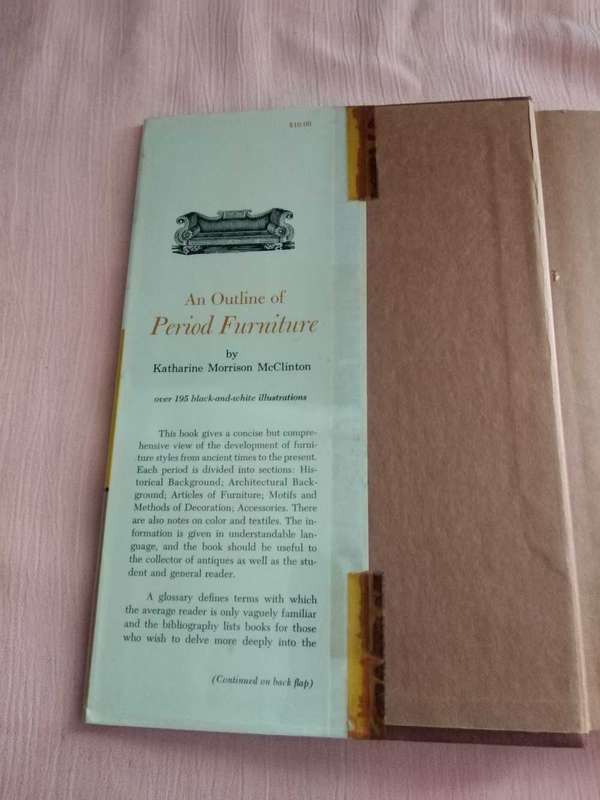 $10.00
An Outline of
Period Furniture
by
Katharine Morrison McClinton
over 195 black-and-white illustrations
This book gives a concise but compre-
hensive view of the development of furni-
ture styles from ancient times to the present.
Each period is divided into sections: His-
torical Background; Architectural Back-
ground; Articles of Furniture; Motifs and
Methods of Decoration; Accessories. There
are also notes on color and textiles. The in-
formation is given in understandable lan-
guage, and the book should be useful to
the collector of antiques as well as the stu-
dent and general reader.
A glossary defines terms with which
the average reader is only vaguely familiar
and the bibliography lists books for those
who wish to delve more deeply into the
(Continued on back flap)